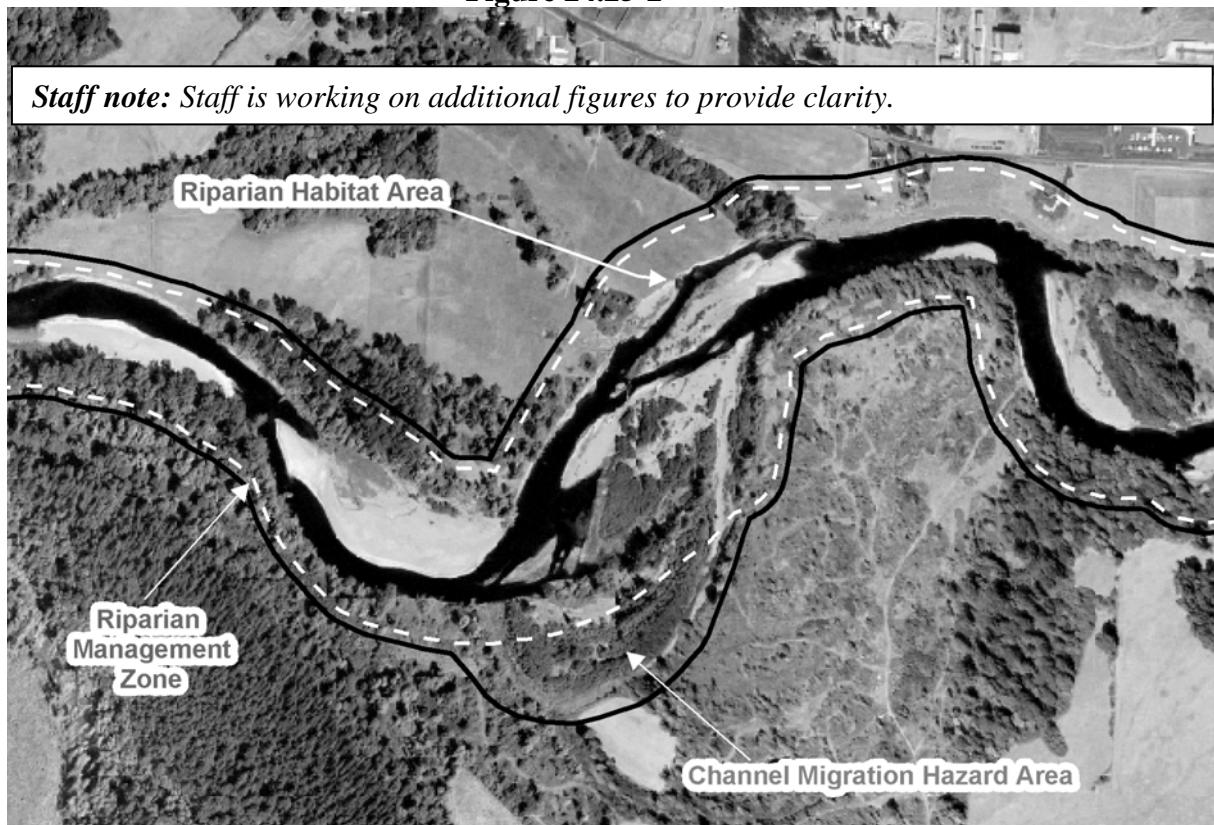 Staff note: Staff is working on additional figures to provide clarity.
Riparian Habitat Area
Riparian
Management
Zone
Channel Migration Hazard Area